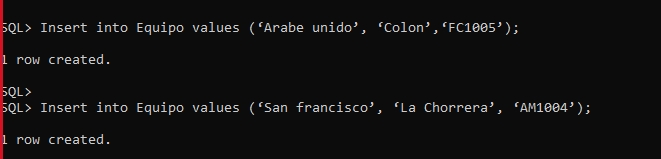 SQL> Insert into Equipo values (‘Arabe unido’, ‘Colon’,‘FC1005’);
1 row created.
SQL>
SQL> Insert into Equipo values (‘San francisco’, ‘La Chorrera’, ‘AM1004’);
1 row created.